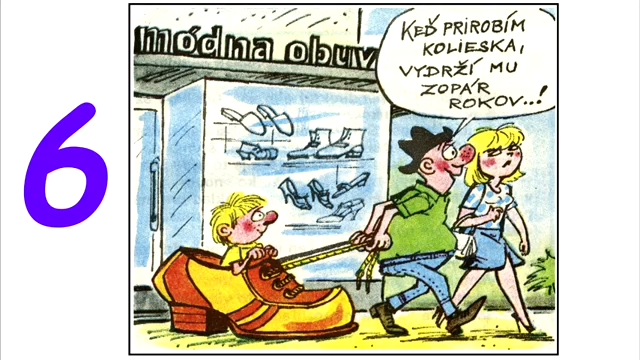 6
módna obuv
KEĎ PRIROBÍM
KOLIESKA,
VYDRŽÍ MU
ZOPÁR
ROKOV...!